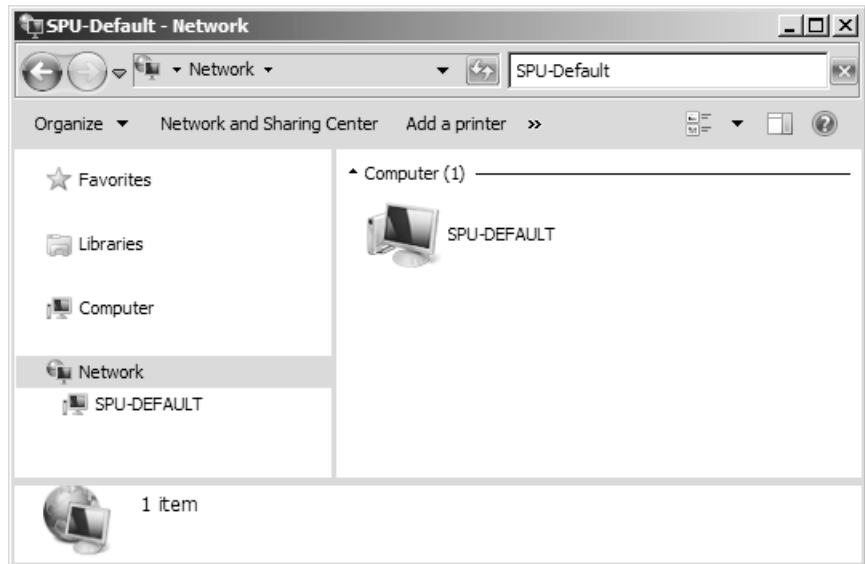 SPU-Default - Network
Network
SPU-Default
Organize
Network and Sharing Center
Add a printer
»
Favorites
Libraries
Computer
Network
SPU-DEFAULT
Computer (1)
SPU-DEFAULT
1 item